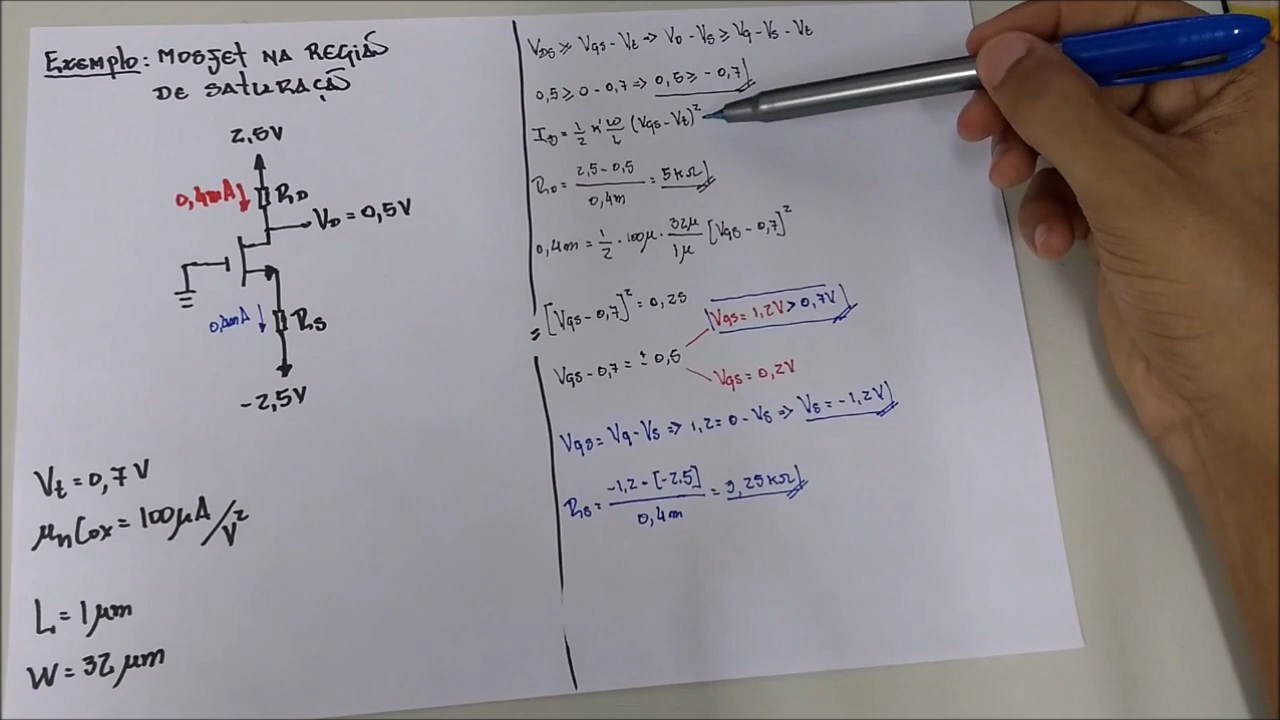 Exemplo: MOSfet NA REGIÃO
DE SATURAÇÃO
2,5V
0,4mA RD
VD = 0,5V
RS
-2,5V
Vt = 0,7V
μnCox = 100μA/V²
L = 1μm
W = 32μm
VDS ≥ VGS - Vt → VD - VS ≥ VG - VS - Vt
0,5 ≥ 0 - 0,7 ⇒ 0,5 ≥ -0,7
ID = 1/2 K' W/L (VGS - Vt)²
RD = 2,5 - 0,5 / 0,4m = 5KΩ
0,4m = 1/2 · 100μ · 32μ/1μ [VGS - 0,7]²
= [VGS - 0,7]² = 0,25
VGS = 1,2V > 0,7V
VGS - 0,7 = ± 0,5
VGS = 0,2V
VGS = VG - VS ⇒ 1,2 = 0 - VS ⇒ VS = -1,2V
RS = -1,2 - [-2,5] / 0,4m = 3,25KΩ